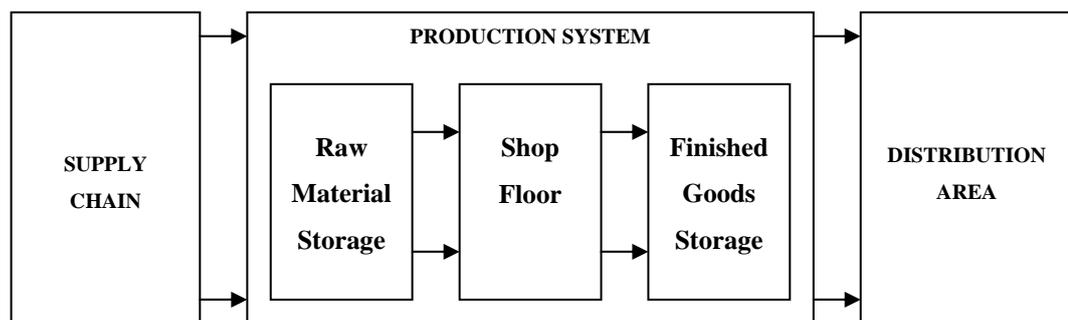 SUPPLY
CHAIN
PRODUCTION SYSTEM
Raw
Material
Storage
Shop
Floor
Finished
Goods
Storage
DISTRIBUTION
AREA